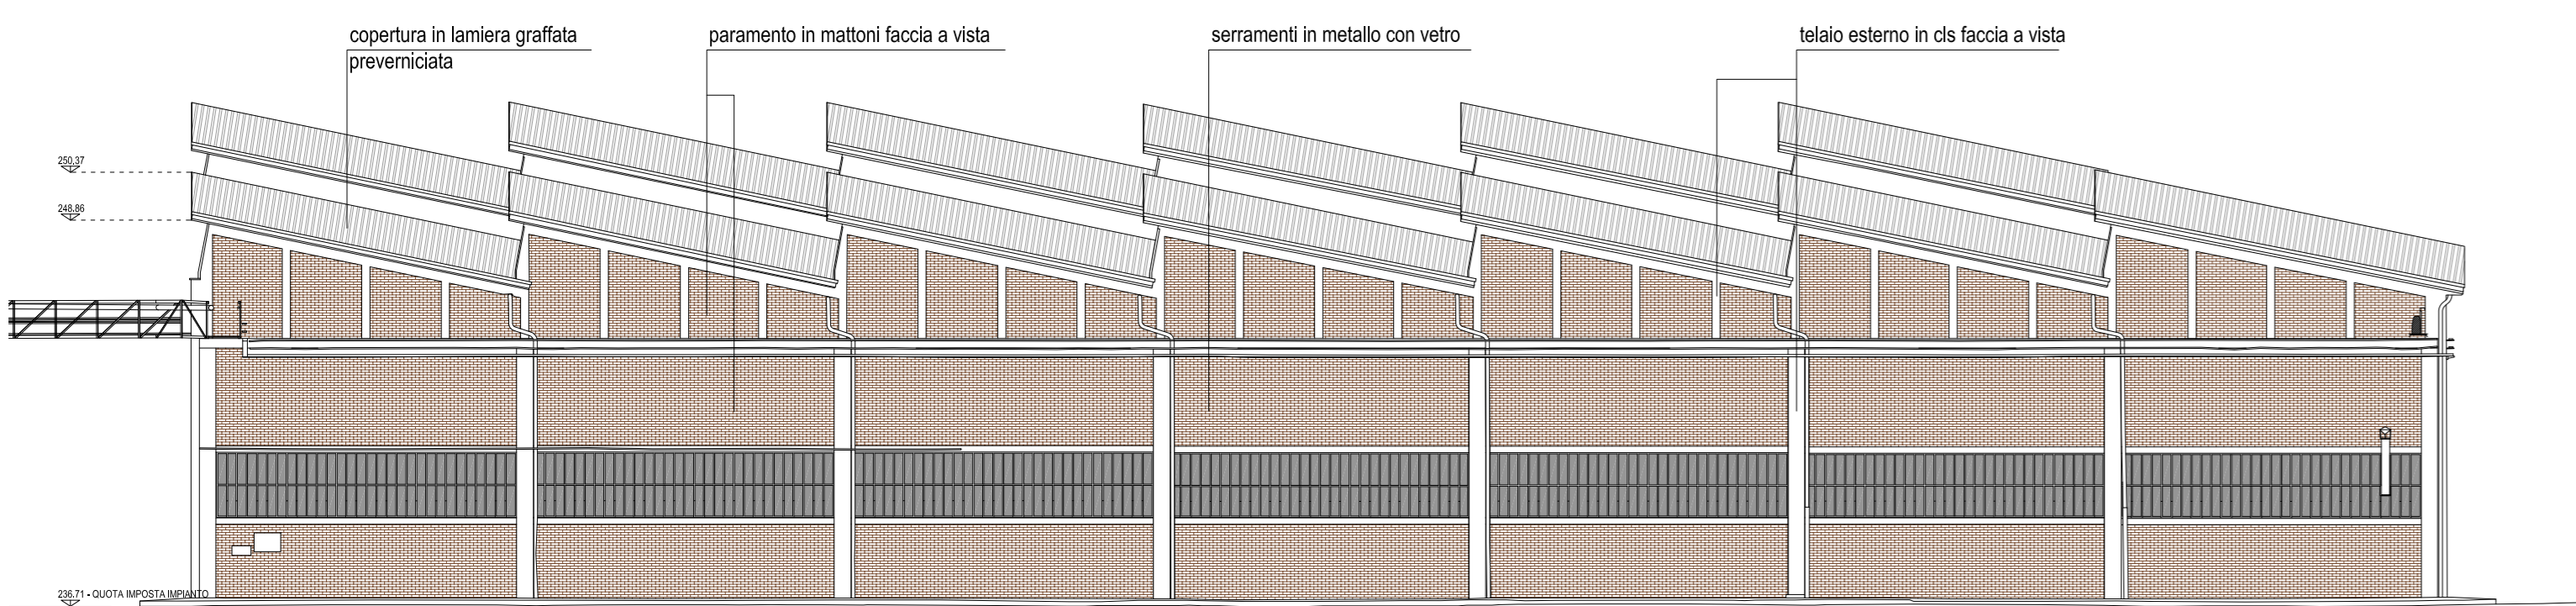 copertura in lamiera graffata
preverniciata
paramento in mattoni faccia a vista
serramenti in metallo con vetro
telaio esterno in cls faccia a vista
250,37
248.86
236.71 - QUOTA IMPOSTA IMPIANTO